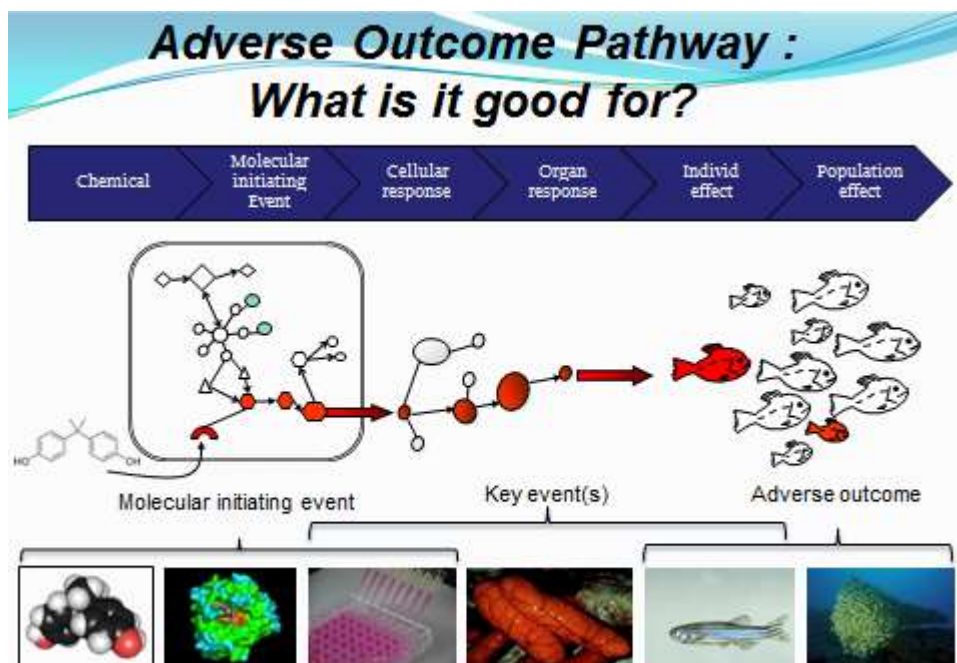 Adverse Outcome Pathway :
What is it good for?
Chemical
Molecular
initiating
Event
Cellular
response
Organ
response
Individ
effect
Population
effect
HO
OH
Molecular initiating event
Key event(s)
Adverse outcome